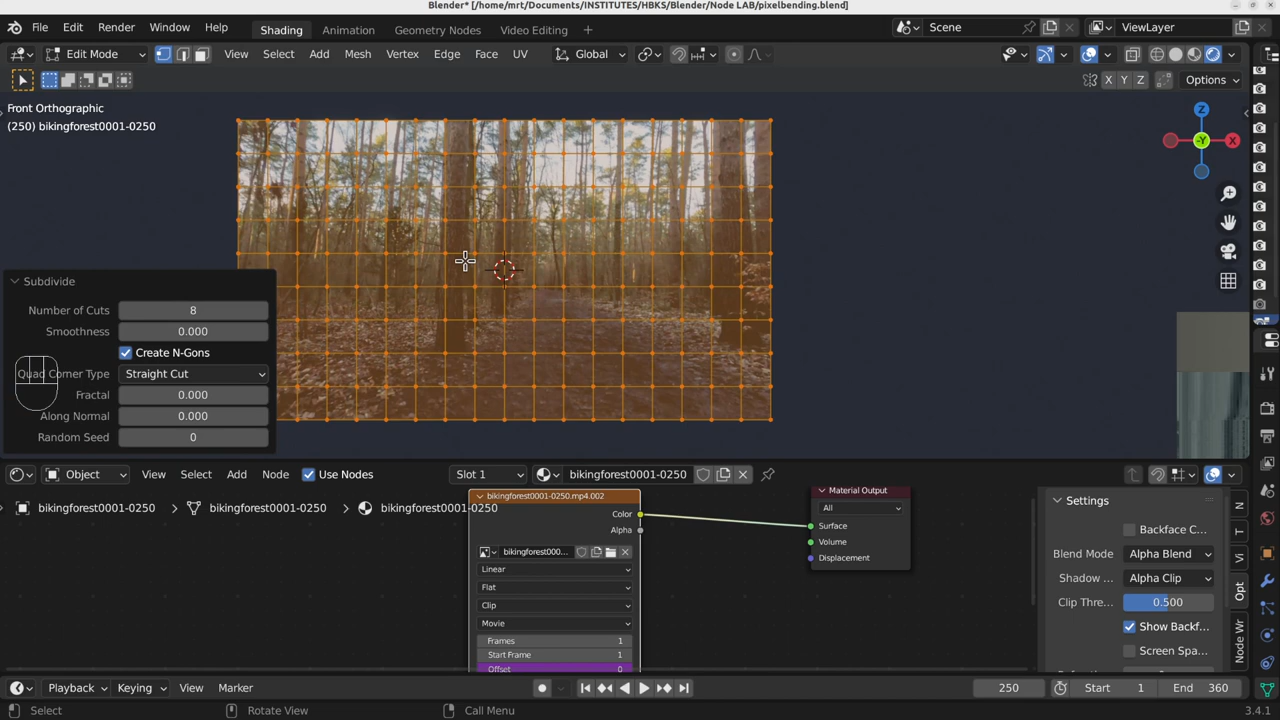 Blender* [/home/mrt/Documents/INSTITUTES/HBKS/Blender/Node LAB/pixelbending.blend]
File Edit Render Window Help Shading Animation Geometry Nodes Video Editing + Scene ViewLayer
Edit Mode View Select Add Mesh Vertex Edge Face UV Global
X Y Z Options
Front Orthographic
(250) bikingforest0001-0250
Z
-Y X
Subdivide
Number of Cuts 8
Smoothness 0.000
Create N-Gons
Quad Corner Type Straight Cut
Fractal 0.000
Along Normal 0.000
Random Seed 0
Object View Select Add Node Use Nodes Slot 1 bikingforest0001-0250
bikingforest0001-0250 > bikingforest0001-0250 > bikingforest0001-0250
bikingforest0001-0250.mp4.002
Color
Alpha
bikingforest000...
Linear
Flat
Clip
Movie
Frames 1
Start Frame 1
Offset 0
Material Output
All
Surface
Volume
Displacement
Settings
Backface C...
Blend Mode Alpha Blend
Shadow ... Alpha Clip
Clip Thre... 0.500
Show Backf...
Screen Spa...
N
T
Vi
Opt
Node Wr
Playback Keying View Marker 250 Start 1 End 360
Select Rotate View Call Menu 3.4.1